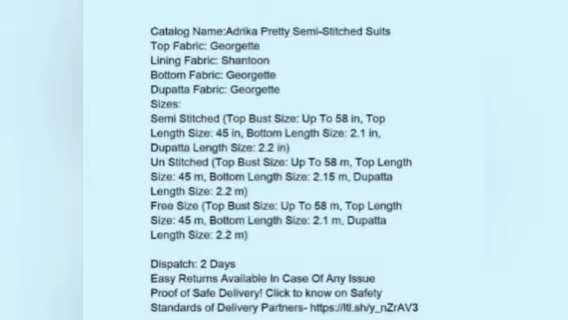 Catalog Name:Adrika Pretty Semi-Stitched Suits
Top Fabric: Georgette
Lining Fabric: Shantoon
Bottom Fabric: Georgette
Dupatta Fabric: Georgette
Sizes:
Semi Stitched (Top Bust Size: Up To 58 in, Top
Length Size: 45 in, Bottom Length Size: 2.1 in,
Dupatta Length Size: 2.2 in)
Un Stitched (Top Bust Size: Up To 58 m, Top Length
Size: 45 m, Bottom Length Size: 2.15 m, Dupatta
Length Size: 2.2 m)
Free Size (Top Bust Size: Up To 58 m, Top Length
Size: 45 m, Bottom Length Size: 2.1 m, Dupatta
Length Size: 2.2 m)
Dispatch: 2 Days
Easy Returns Available In Case Of Any Issue
Proof of Safe Delivery! Click to know on Safety
Standards of Delivery Partners- https://ltl.sh/y_nZrAV3